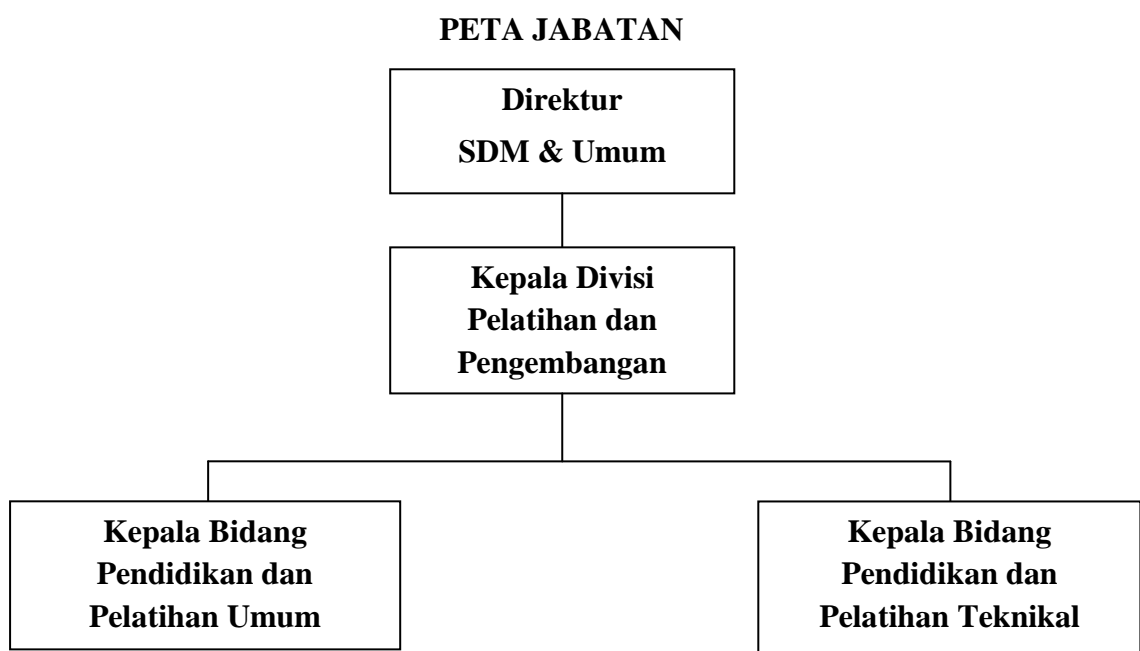 PETA JABATAN
Direktur
SDM & Umum
Kepala Divisi
Pelatihan dan
Pengembangan
Kepala Bidang
Pendidikan dan
Pelatihan Umum
Kepala Bidang
Pendidikan dan
Pelatihan Teknikal